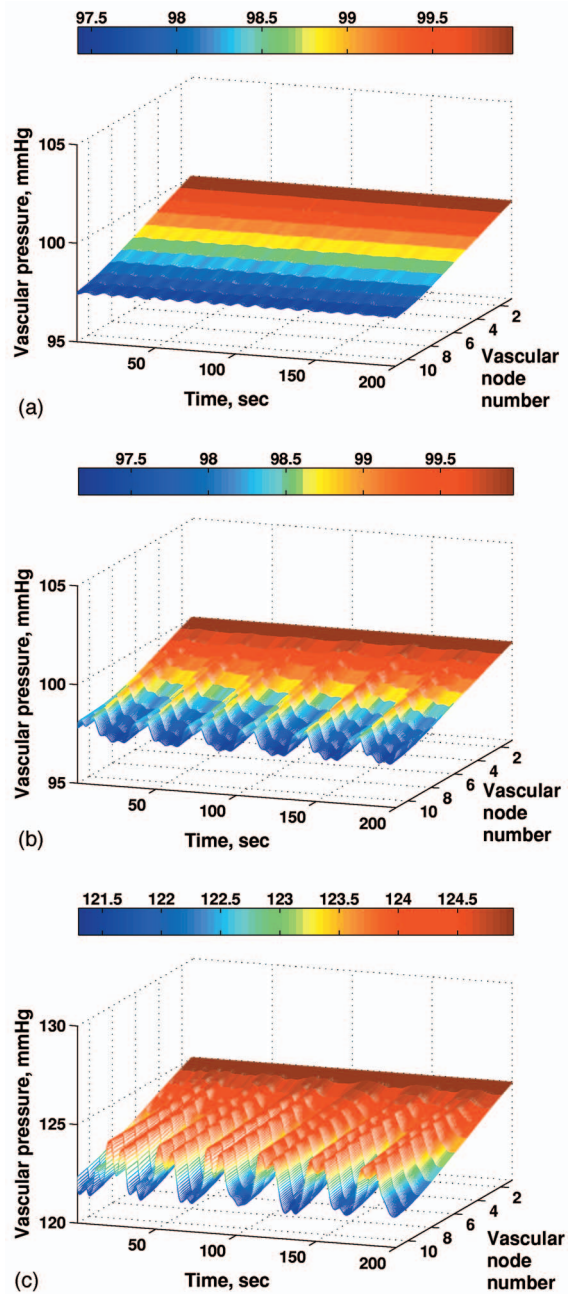 97.5 98 98.5 99 99.5
105
100
95
Vascular pressure, mmHg
50 100 150 200
Time, sec
2
4
6
8
10
Vascular
node
number
(a)
97.5 98 98.5 99 99.5
105
100
95
Vascular pressure, mmHg
50 100 150 200
Time, sec
2
4
6
8
10
Vascular
node
number
(b)
121.5 122 122.5 123 123.5 124 124.5
130
125
120
Vascular pressure, mmHg
50 100 150 200
Time, sec
2
4
6
8
10
Vascular
node
number
(c)